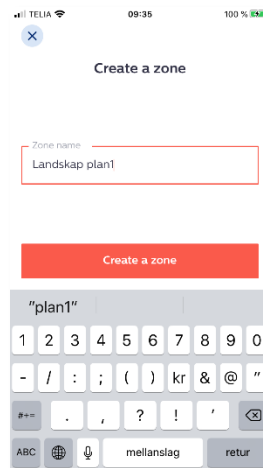 TELIA 09:35 100 %
Create a zone
Zone name
Landskap plan1
Create a zone
"plan1"
1 2 3 4 5 6 7 8 9 0
- / : ; ( ) kr & @ "
#+= . , ? ! '
ABC mellanslag retur